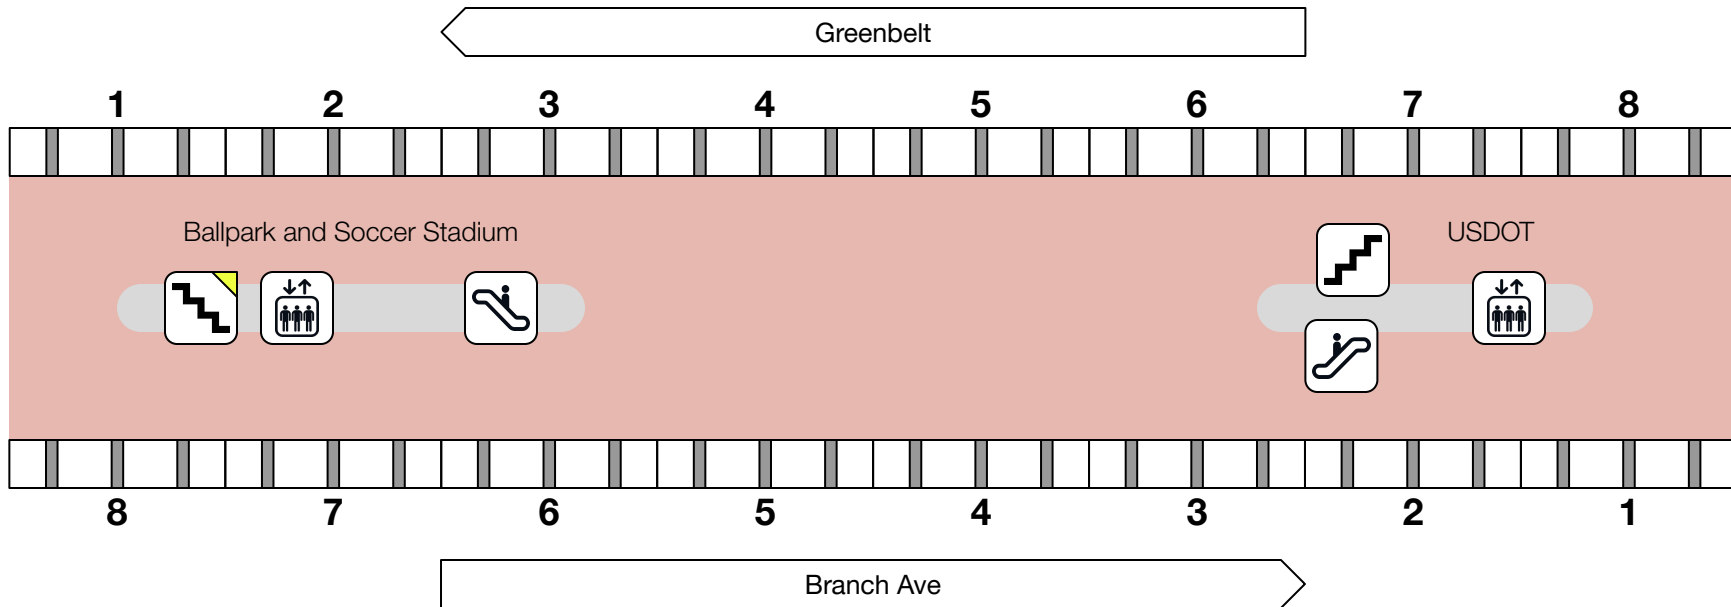 Greenbelt
1 2 3 4 5 6 7 8
Ballpark and Soccer Stadium
USDOT
8 7 6 5 4 3 2 1
Branch Ave